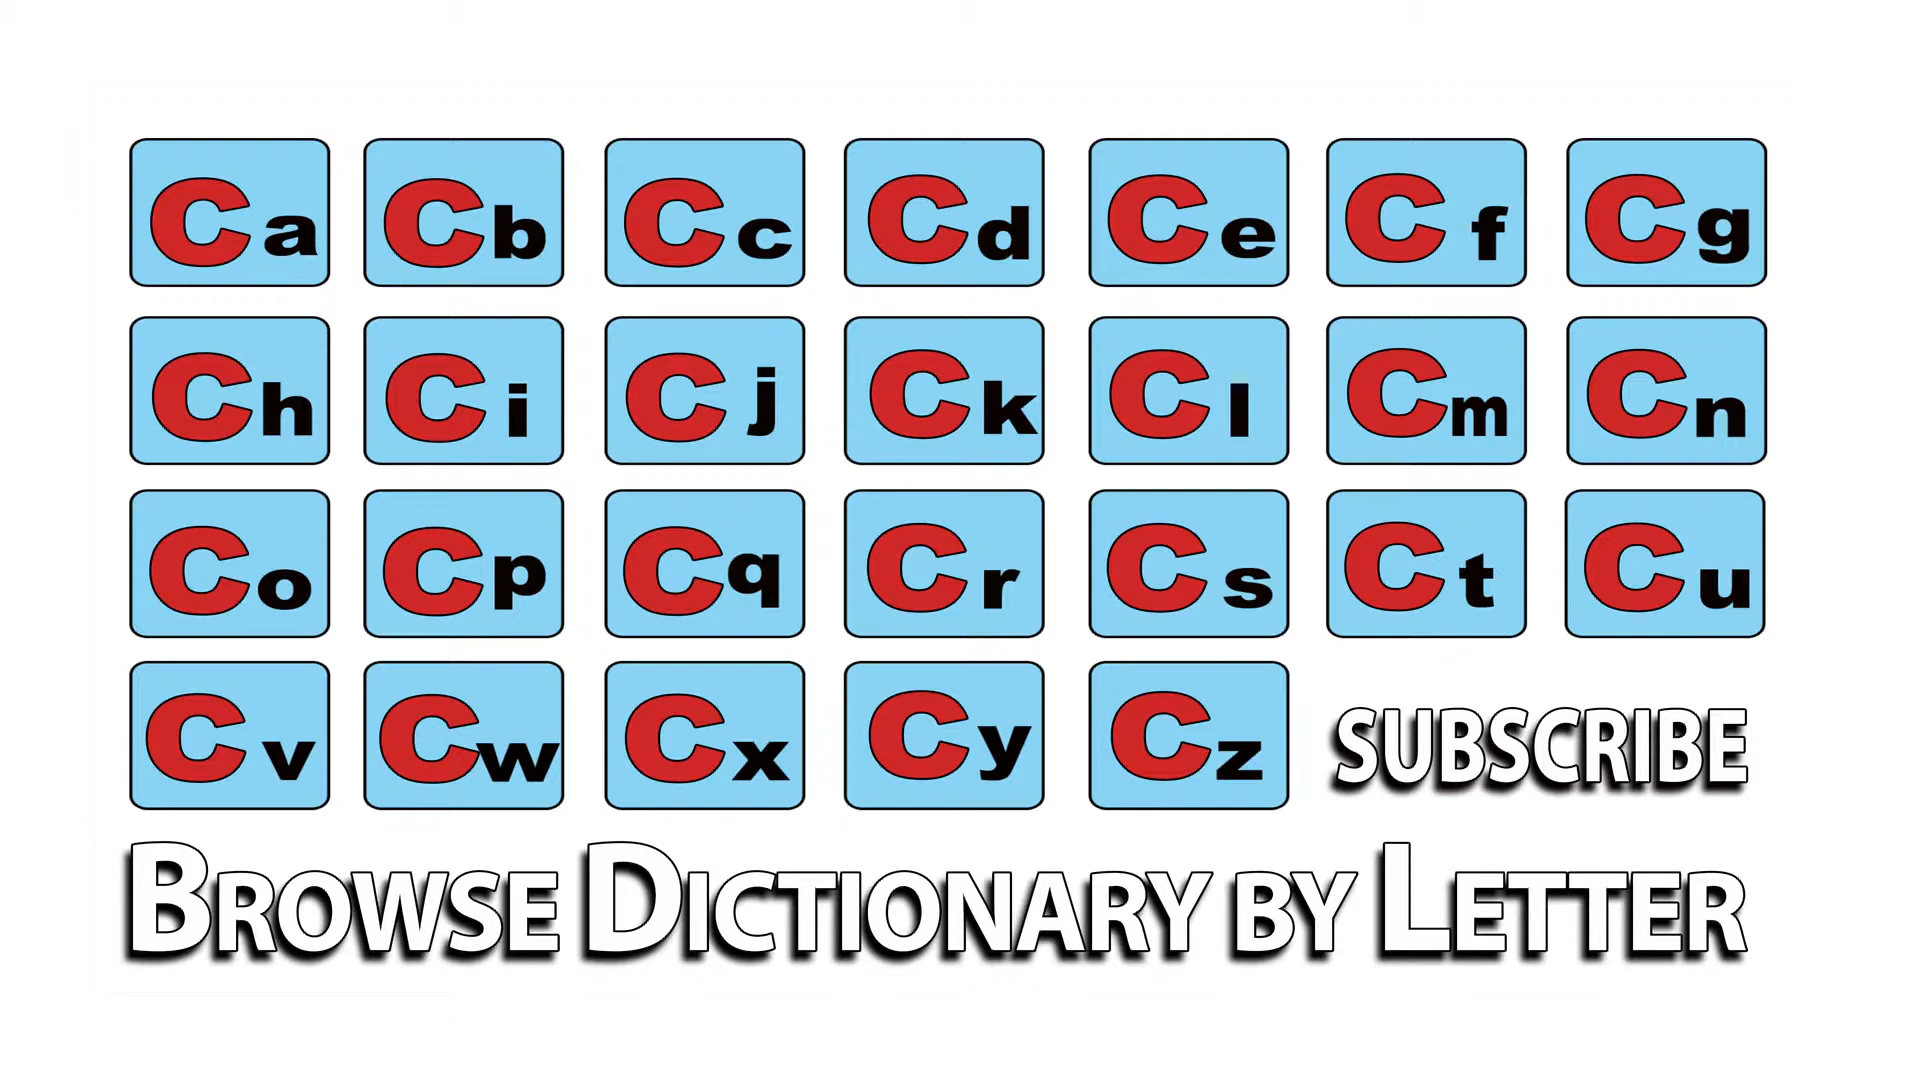 Ca Cb Cc Cd Ce Cf Cg
Ch Ci Cj Ck Cl Cm Cn
Co Cp Cq Cr Cs Ct Cu
Cv Cw Cx Cy Cz SUBSCRIBE
BROWSE DICTIONARY BY LETTER